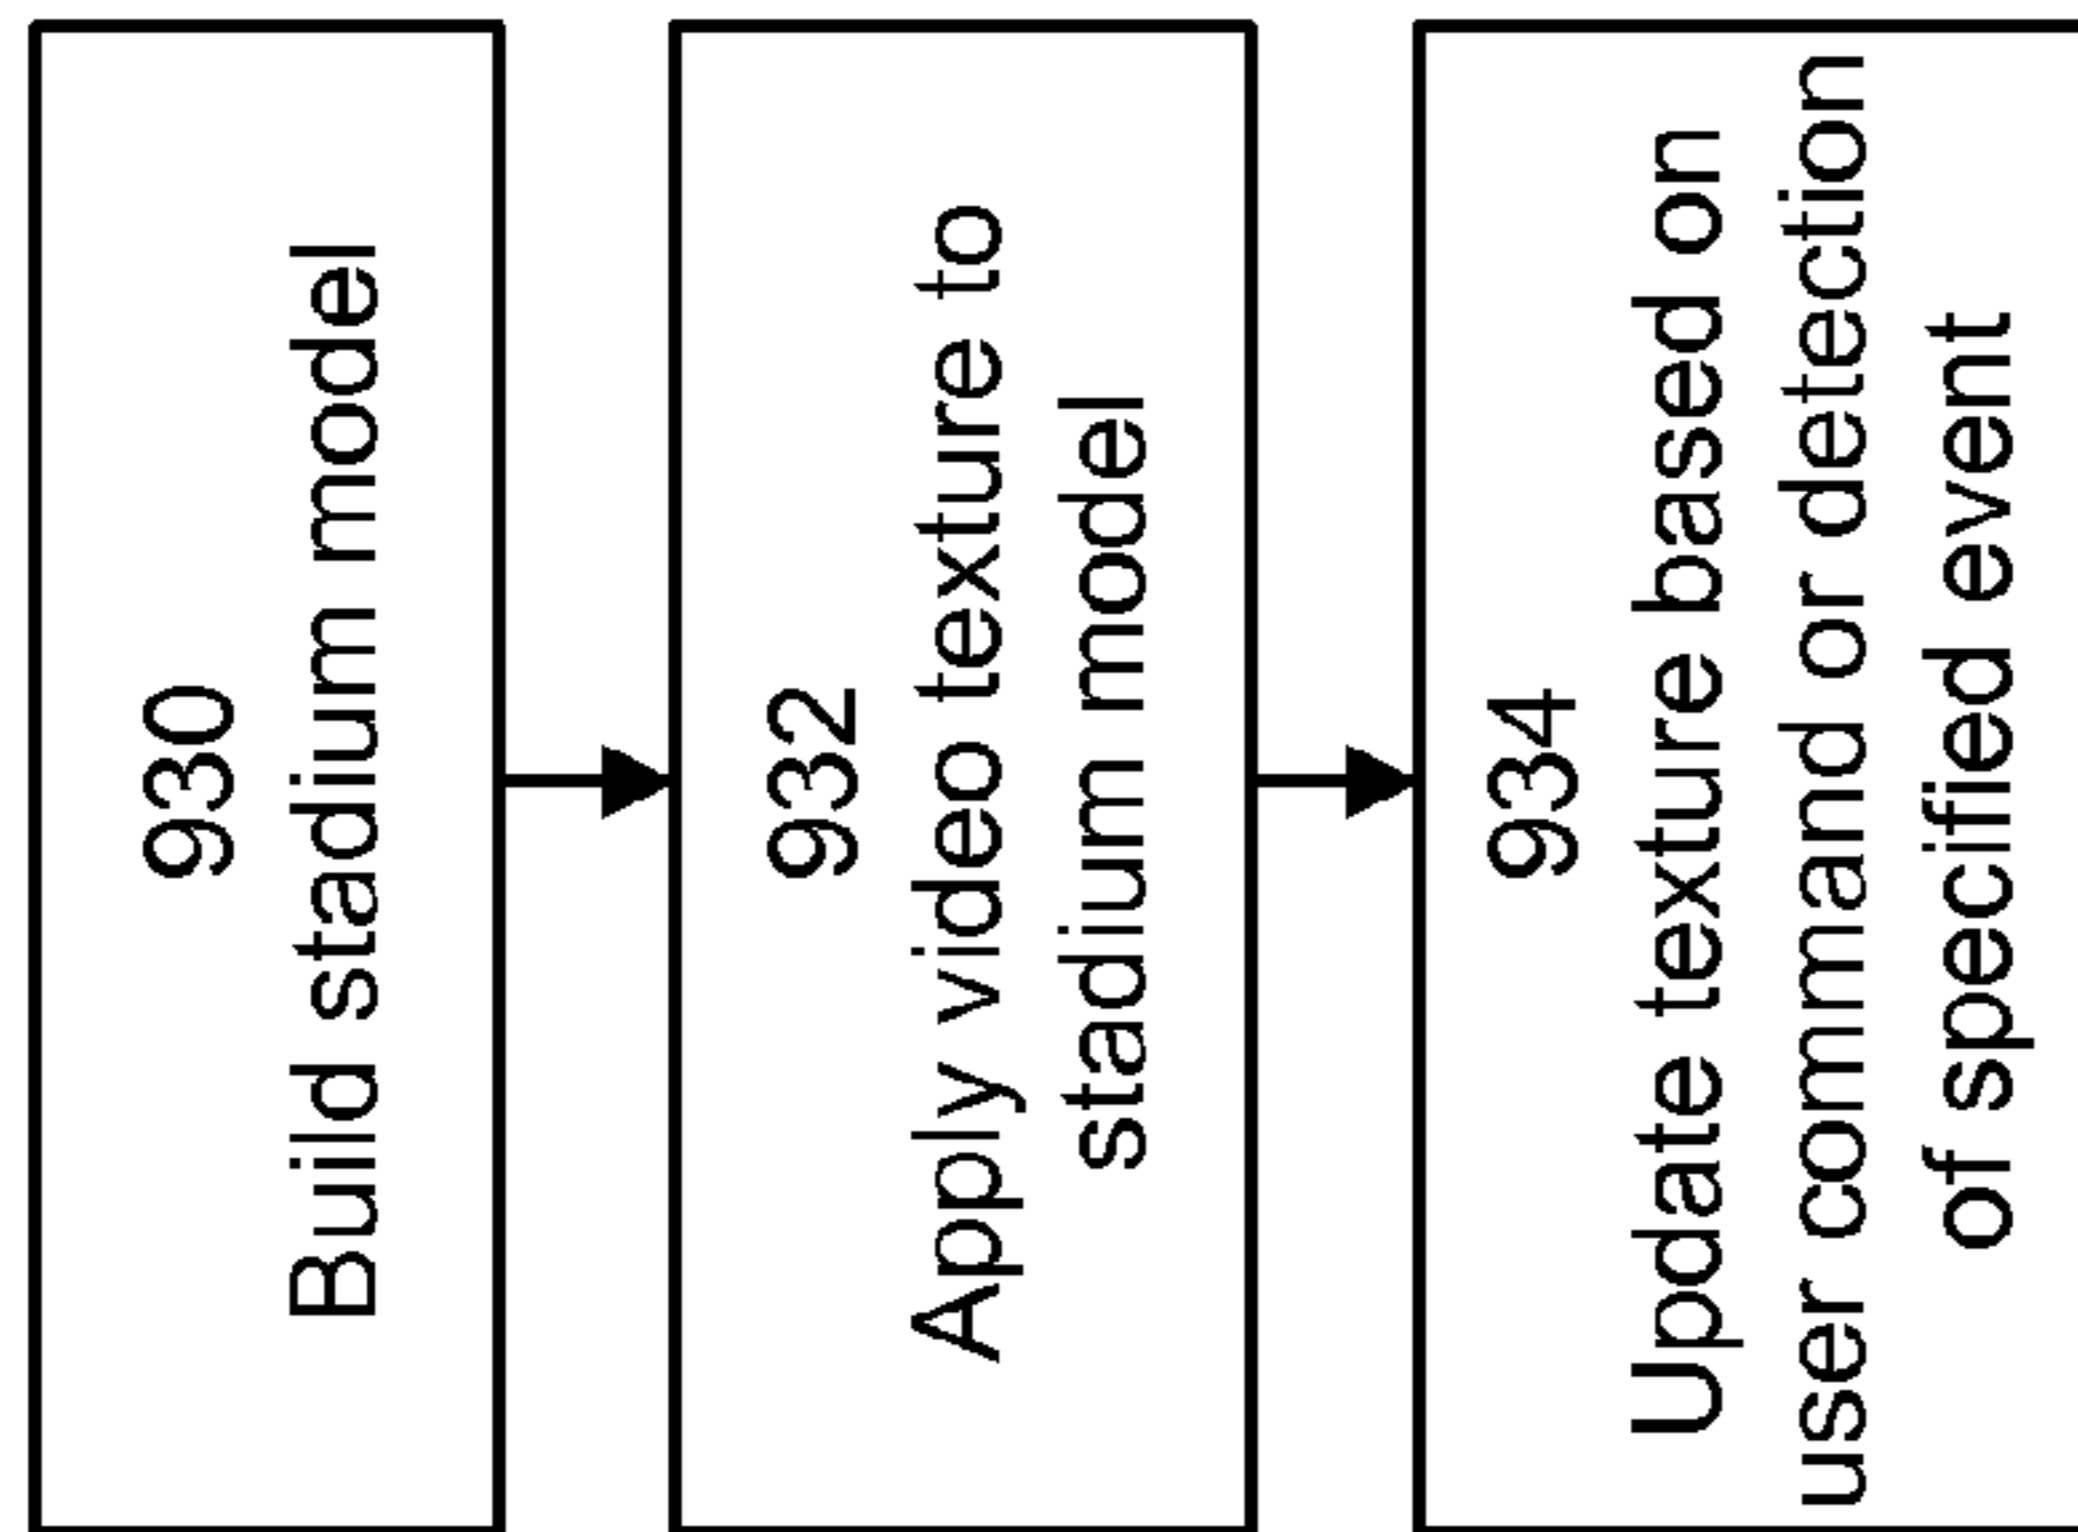 930
Build stadium model
932
Apply video texture to
stadium model
934
Update texture based on
user command or detection
of specified event